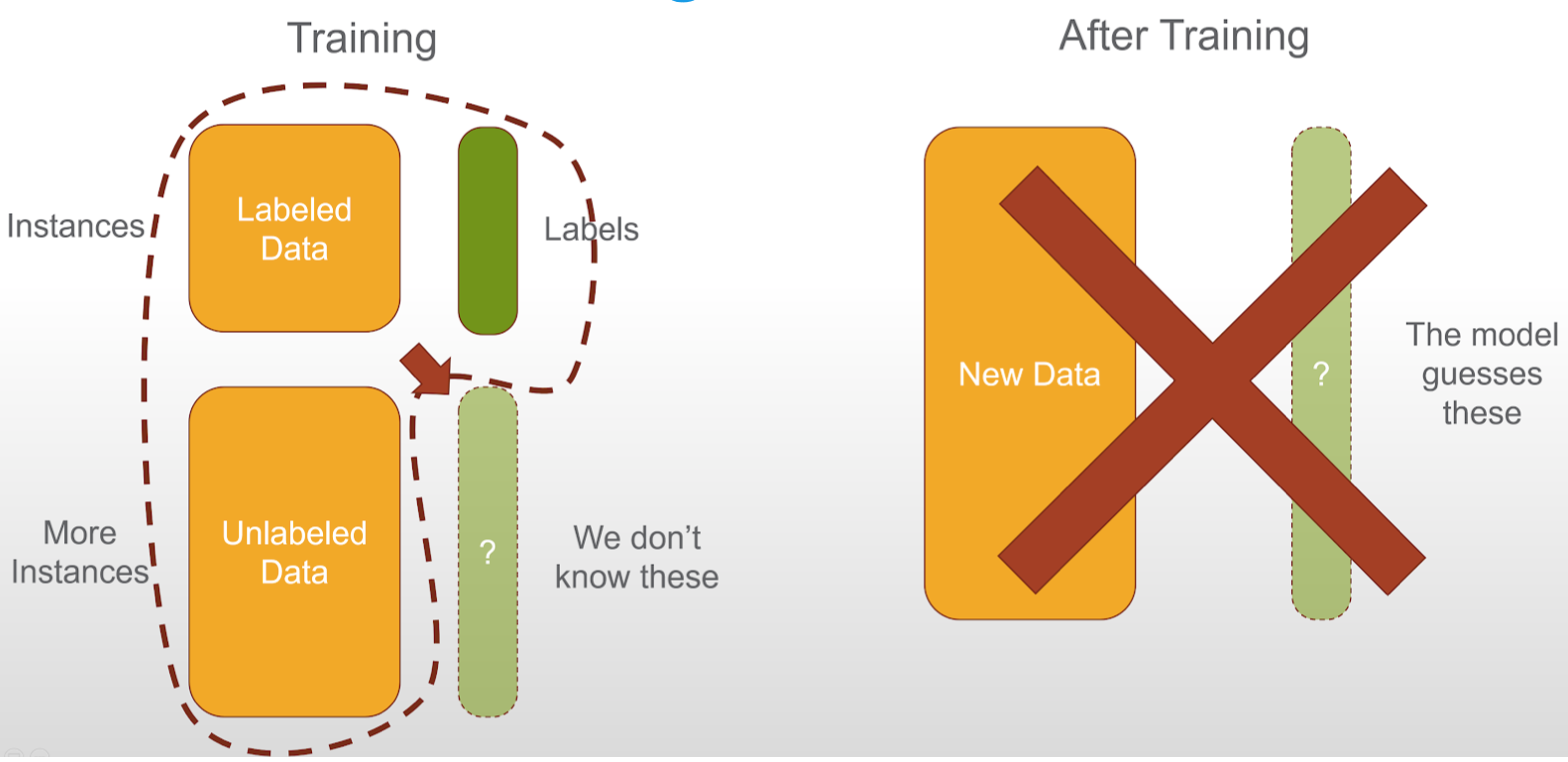 Training
After Training
Instances
Labeled
Data
Labels
More
Instances
Unlabeled
Data
?
We don't
know these
New Data
?
The model
guesses
these